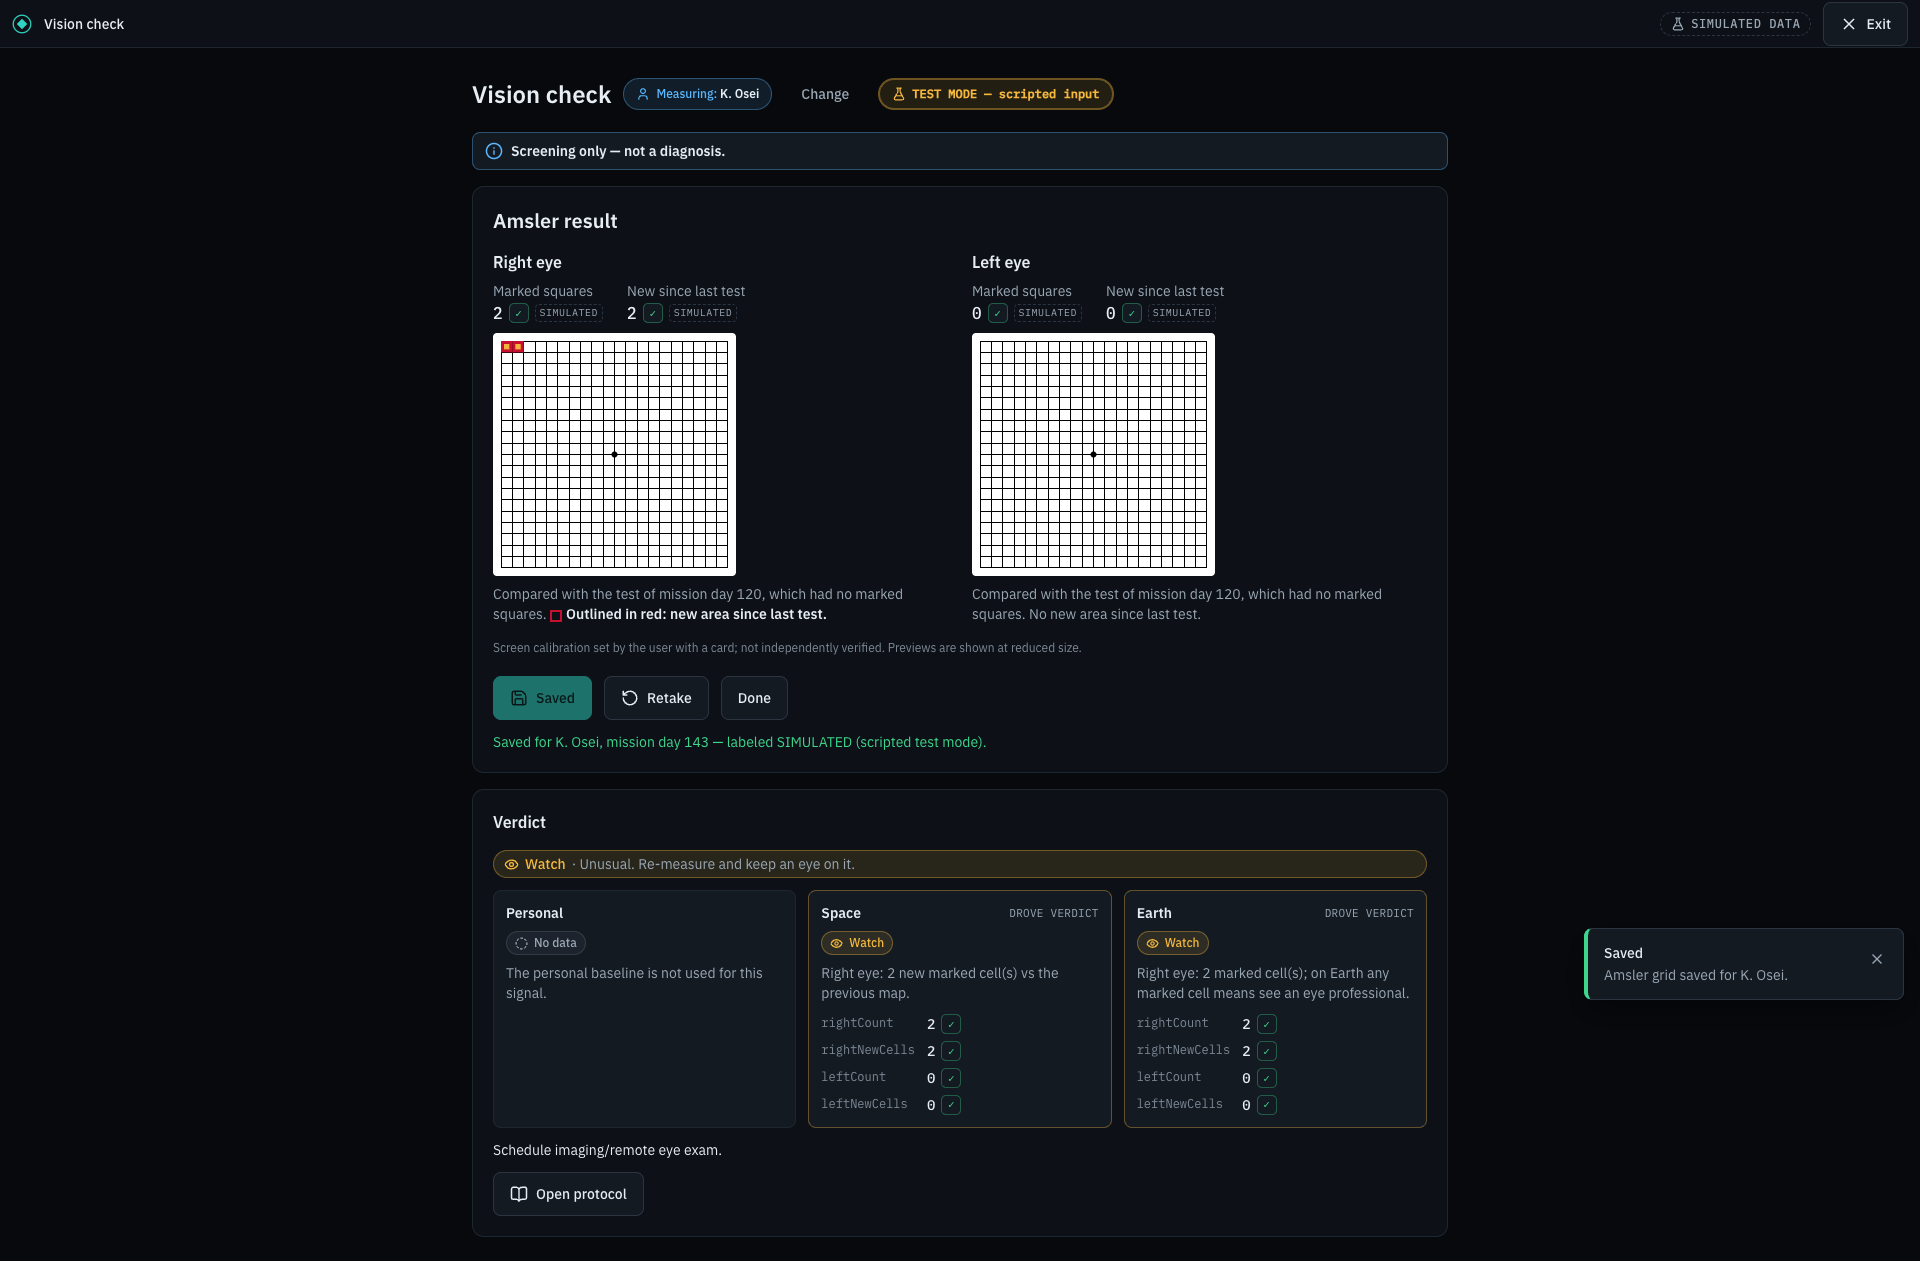 Vision check
SIMULATED DATA
Exit
Vision check
Measuring: K. Osei
Change
TEST MODE — scripted input
Screening only — not a diagnosis.
Amsler result
Right eye
Marked squares
New since last test
2 ✓ SIMULATED
2 ✓ SIMULATED
Compared with the test of mission day 120, which had no marked
squares. Outlined in red: new area since last test.
Left eye
Marked squares
New since last test
0 ✓ SIMULATED
0 ✓ SIMULATED
Compared with the test of mission day 120, which had no marked
squares. No new area since last test.
Screen calibration set by the user with a card; not independently verified. Previews are shown at reduced size.
Saved
Retake
Done
Saved for K. Osei, mission day 143 — labeled SIMULATED (scripted test mode).
Verdict
Watch · Unusual. Re-measure and keep an eye on it.
Personal
No data
The personal baseline is not used for this
signal.
Space
DROVE VERDICT
Watch
Right eye: 2 new marked cell(s) vs the
previous map.
rightCount 2 ✓
rightNewCells 2 ✓
leftCount 0 ✓
leftNewCells 0 ✓
Earth
DROVE VERDICT
Watch
Right eye: 2 marked cell(s); on Earth any
marked cell means see an eye professional.
rightCount 2 ✓
rightNewCells 2 ✓
leftCount 0 ✓
leftNewCells 0 ✓
Schedule imaging/remote eye exam.
Open protocol
Saved
Amsler grid saved for K. Osei.